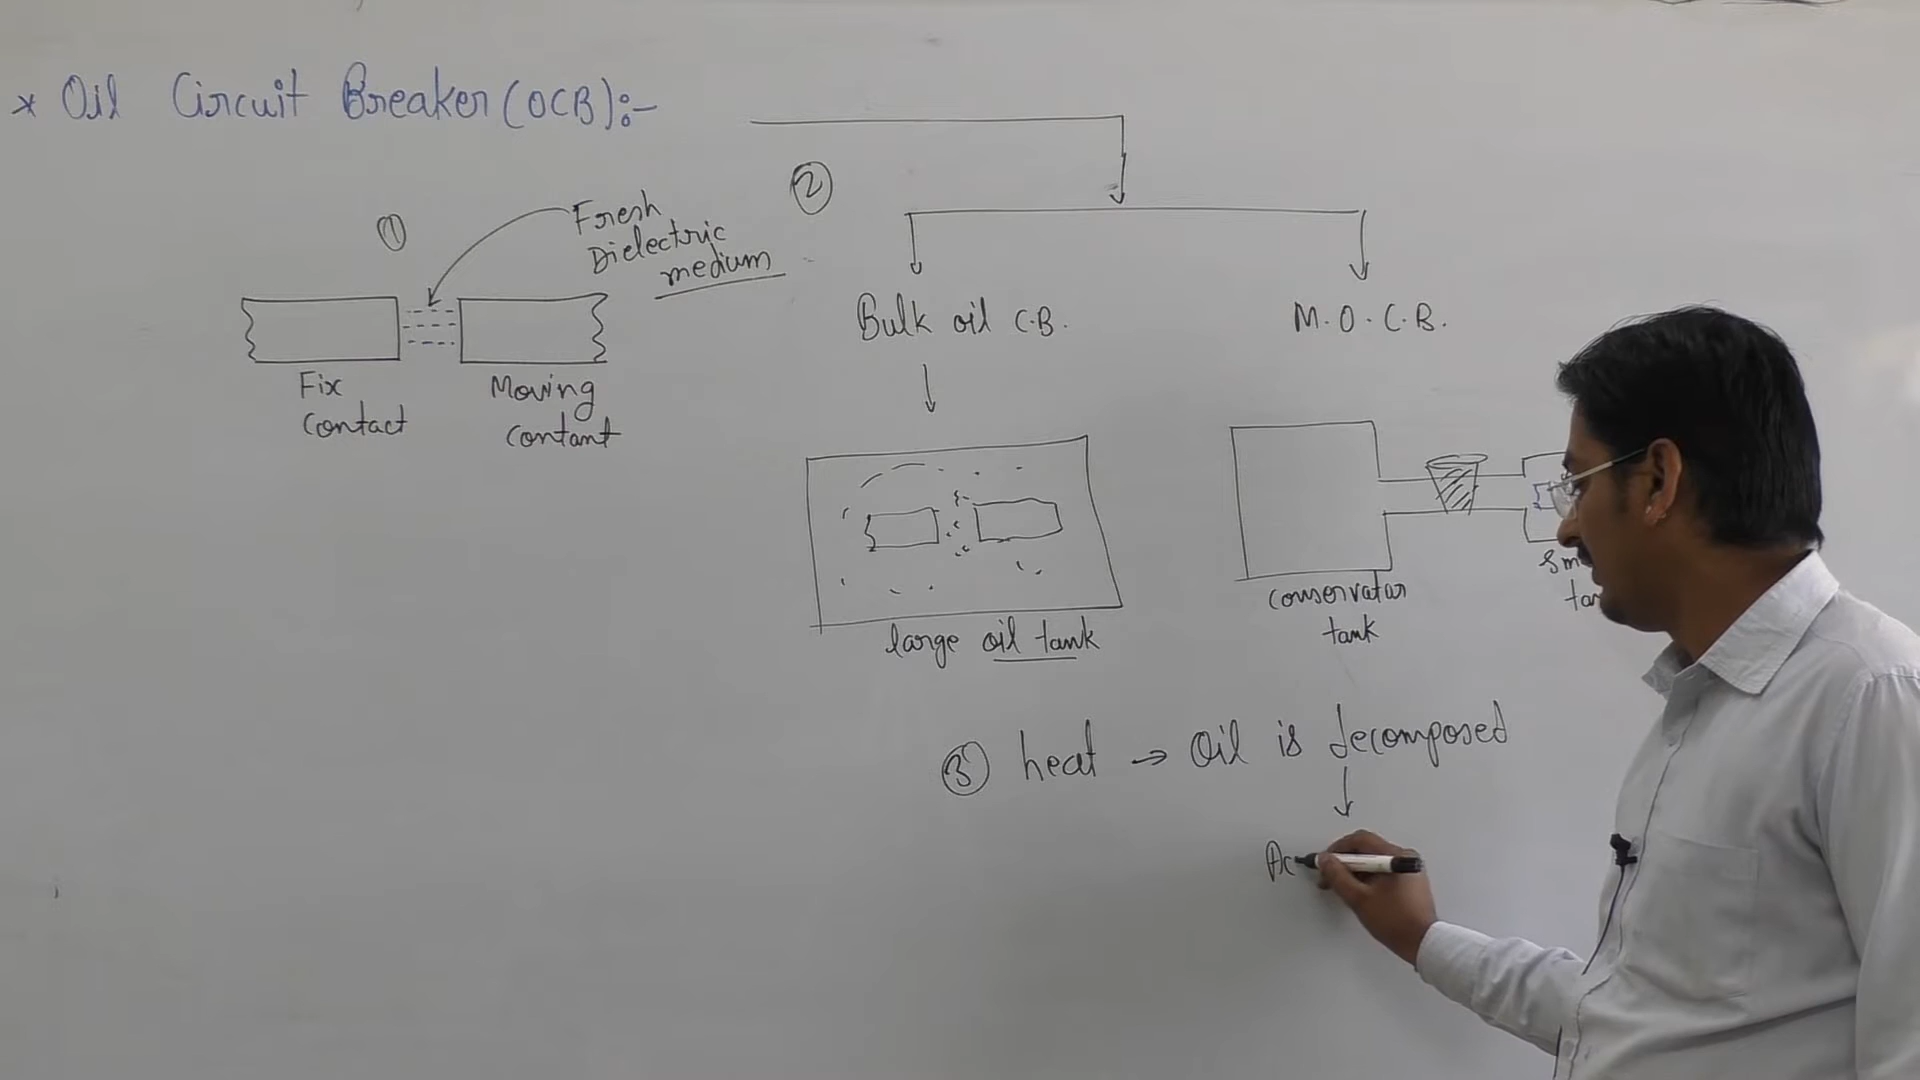 * Oil Circuit Breaker (OCB):-
①
Fresh
Dielectric
medium
Fix
Contact
Moving
Contant
②
Bulk oil C.B.
M.O.C.B.
large oil tank
conservator
tank
③ heat → Oil is decomposed
Ac